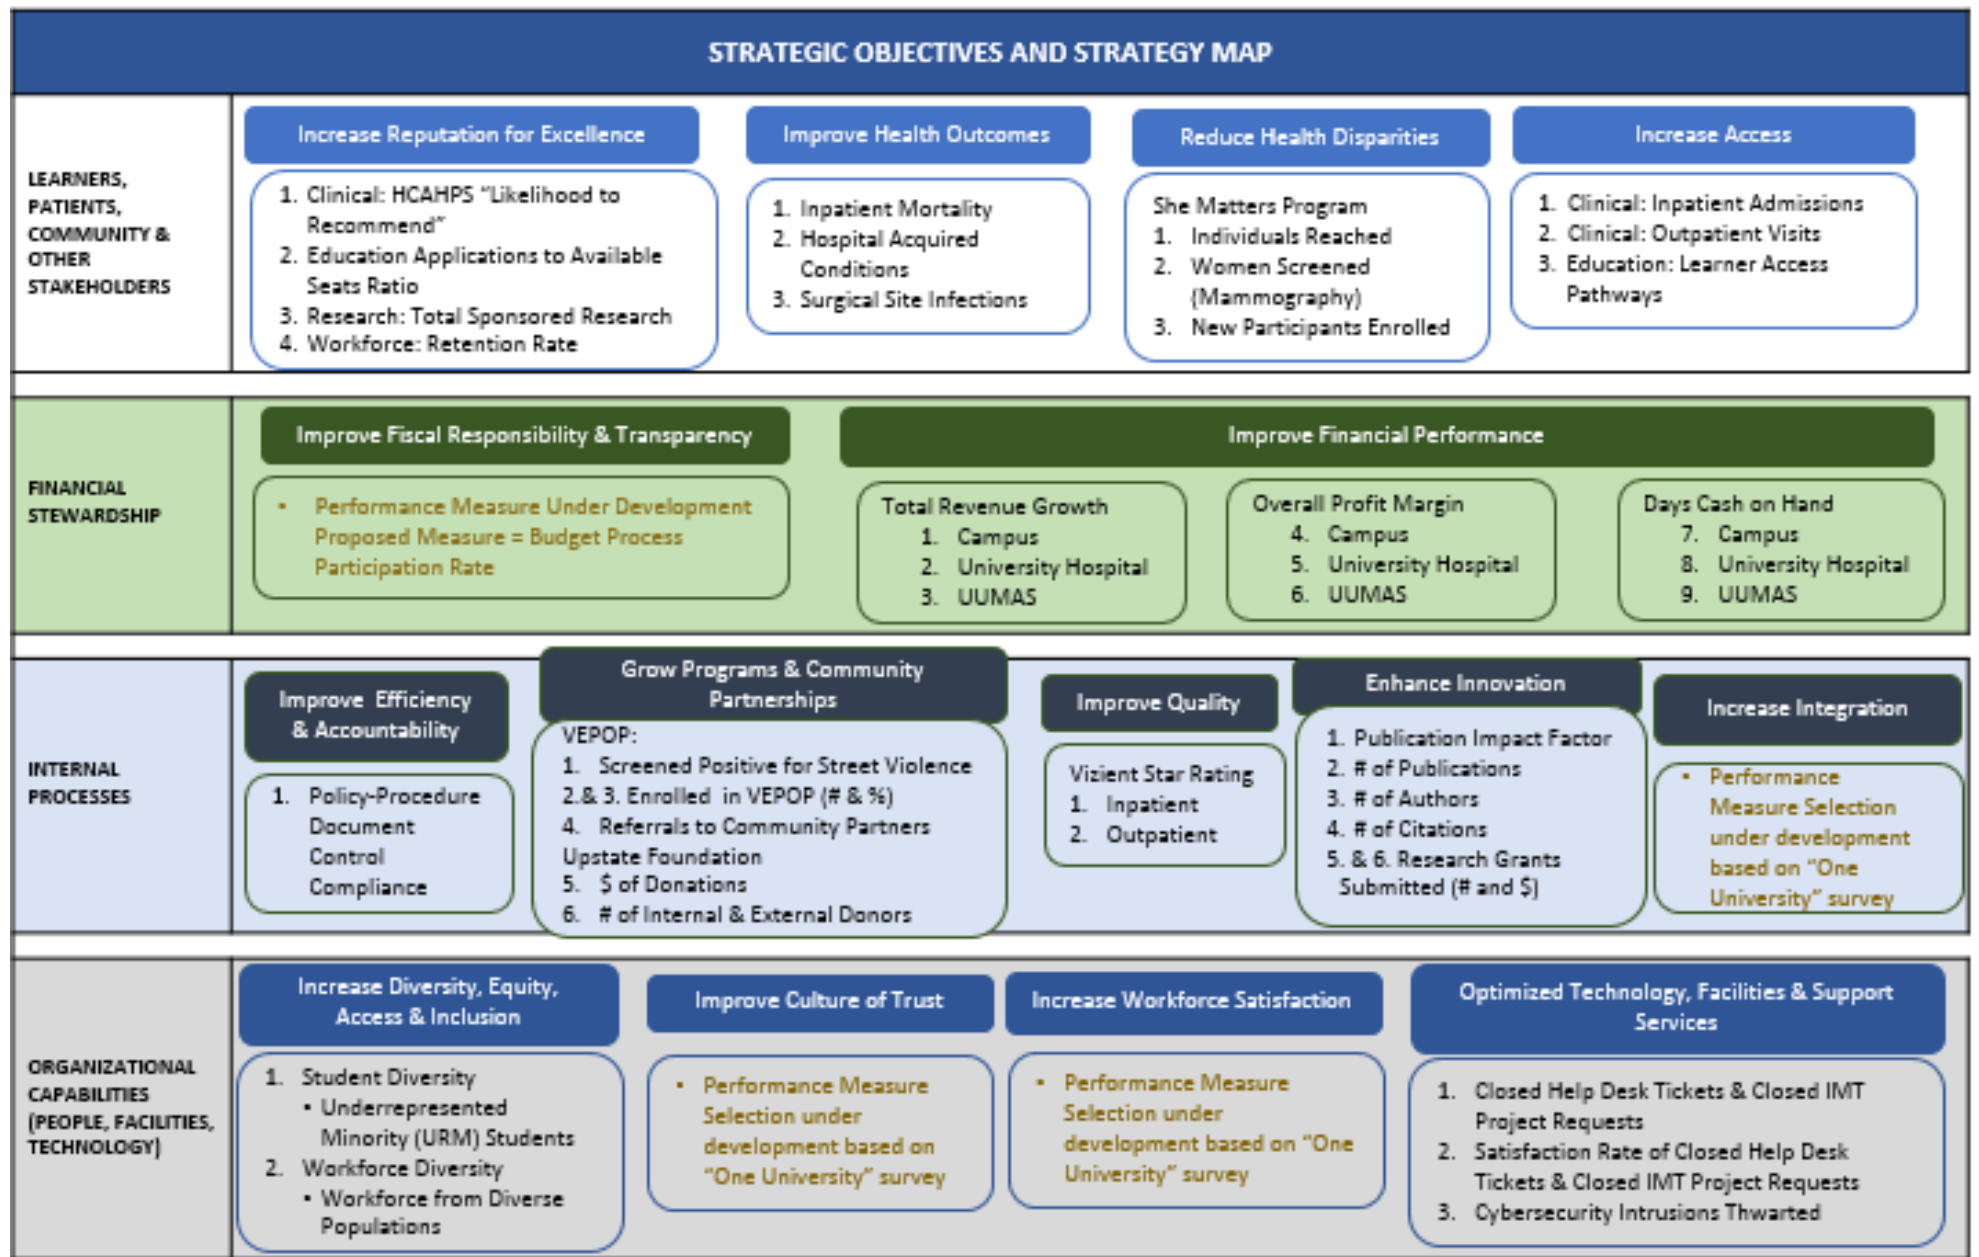 STRATEGIC OBJECTIVES AND STRATEGY MAP
LEARNERS,
PATIENTS,
COMMUNITY &
OTHER
STAKEHOLDERS
Increase Reputation for Excellence
1. Clinical: HCAHPS "Likelihood to
Recommend"
2. Education Applications to Available
Seats Ratio
3. Research: Total Sponsored Research
4. Workforce: Retention Rate
Improve Health Outcomes
1. Inpatient Mortality
2. Hospital Acquired
Conditions
3. Surgical Site Infections
Reduce Health Disparities
She Matters Program
1. Individuals Reached
2. Women Screened
(Mammography)
3. New Participants Enrolled
Increase Access
1. Clinical: Inpatient Admissions
2. Clinical: Outpatient Visits
3. Education: Learner Access
Pathways
FINANCIAL
STEWARDSHIP
Improve Fiscal Responsibility & Transparency
▪ Performance Measure Under Development
Proposed Measure = Budget Process
Participation Rate
Improve Financial Performance
Total Revenue Growth
1. Campus
2. University Hospital
3. UUMAS
Overall Profit Margin
4. Campus
5. University Hospital
6. UUMAS
Days Cash on Hand
7. Campus
8. University Hospital
9. UUMAS
INTERNAL
PROCESSES
Improve Efficiency
& Accountability
1. Policy-Procedure
Document
Control
Compliance
Grow Programs & Community
Partnerships
VEPOP:
1. Screened Positive for Street Violence
2.& 3. Enrolled in VEPOP (# & %)
4. Referrals to Community Partners
Upstate Foundation
5. $ of Donations
6. # of Internal & External Donors
Improve Quality
Vizient Star Rating
1. Inpatient
2. Outpatient
Enhance Innovation
1. Publication Impact Factor
2. # of Publications
3. # of Authors
4. # of Citations
5. & 6. Research Grants
Submitted (# and $)
Increase Integration
▪ Performance
Measure Selection
under development
based on "One
University" survey
ORGANIZATIONAL
CAPABILITIES
(PEOPLE, FACILITIES,
TECHNOLOGY)
Increase Diversity, Equity,
Access & Inclusion
1. Student Diversity
▪ Underrepresented
Minority (URM) Students
2. Workforce Diversity
▪ Workforce from Diverse
Populations
Improve Culture of Trust
▪ Performance Measure
Selection under
development based on
"One University" survey
Increase Workforce Satisfaction
▪ Performance Measure
Selection under
development based on "One
University" survey
Optimized Technology, Facilities & Support
Services
1. Closed Help Desk Tickets & Closed IMT
Project Requests
2. Satisfaction Rate of Closed Help Desk
Tickets & Closed IMT Project Requests
3. Cybersecurity Intrusions Thwarted